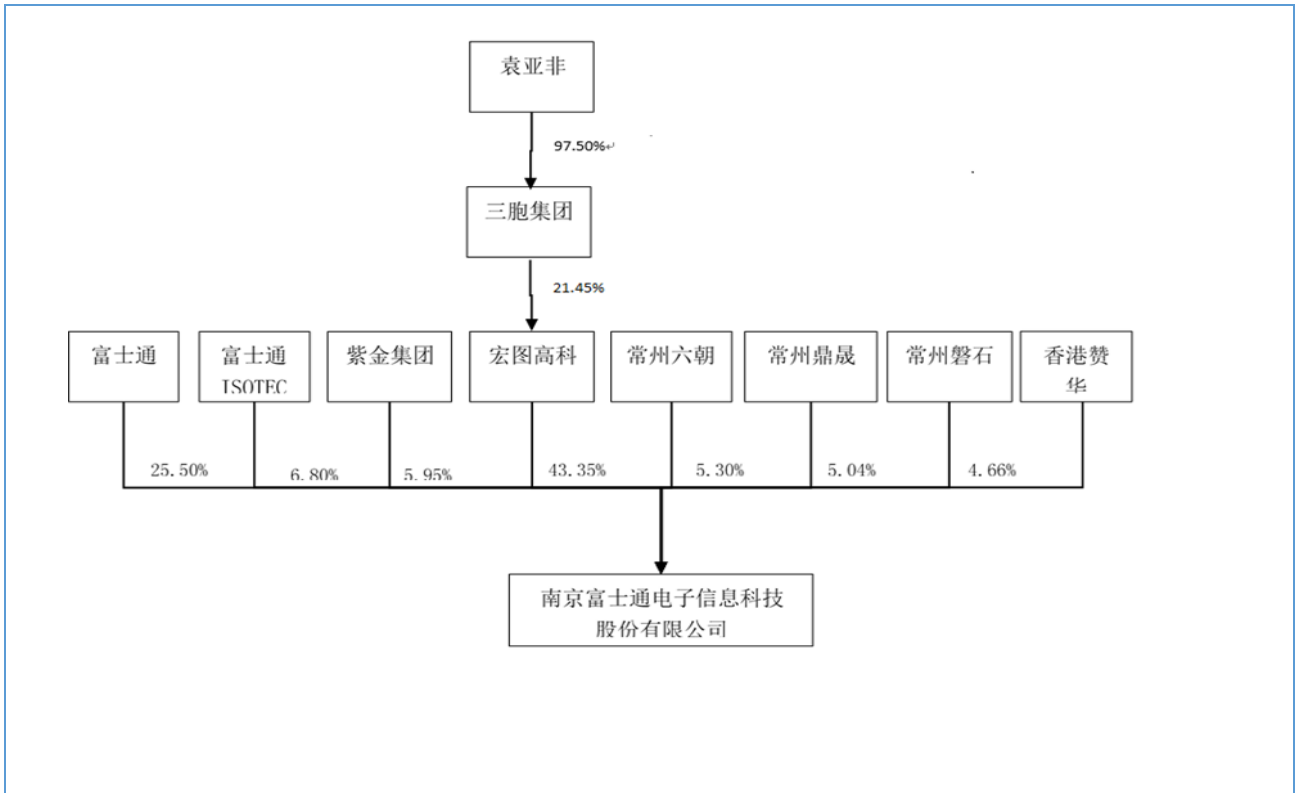 袁亚非
97.50%↵
三胞集团
21.45%
富士通
富士通
ISOTEC
紫金集团
宏图高科
常州六朝
常州鼎晟
常州磐石
香港赞
华
25.50%
6.80%
5.95%
43.35%
5.30%
5.04%
4.66%
南京富士通电子信息科技
股份有限公司